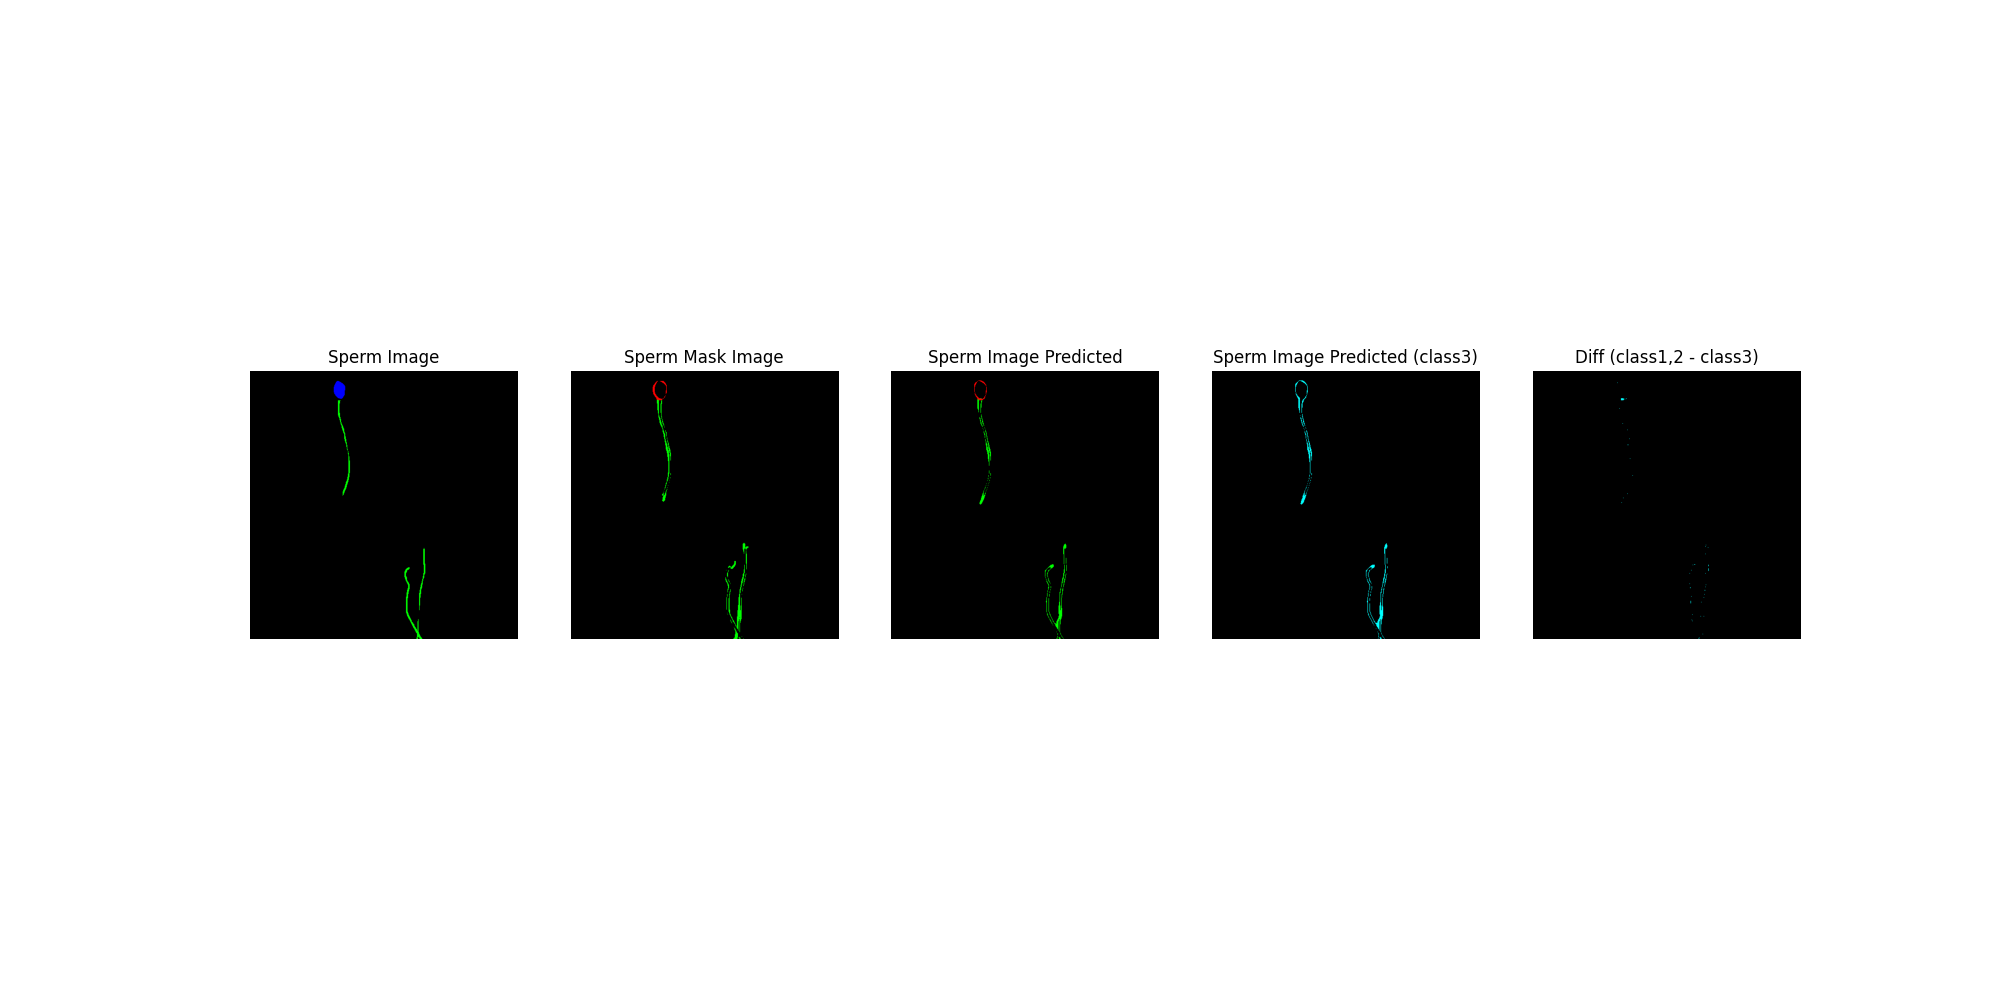 Sperm Image
Sperm Mask Image
Sperm Image Predicted
Sperm Image Predicted (class3)
Diff (class1,2 - class3)